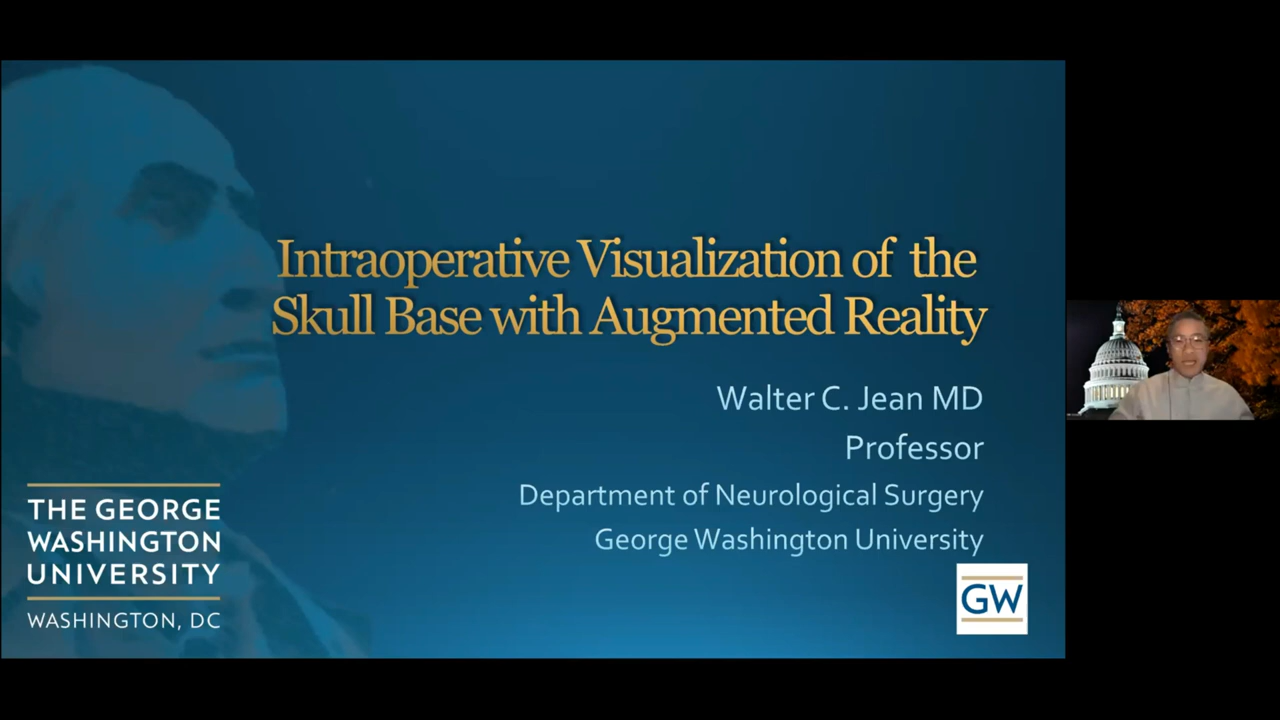 Intraoperative Visualization of the
Skull Base with Augmented Reality
Walter C. Jean MD
Professor
Department of Neurological Surgery
George Washington University
THE GEORGE
WASHINGTON
UNIVERSITY
WASHINGTON, DC
GW